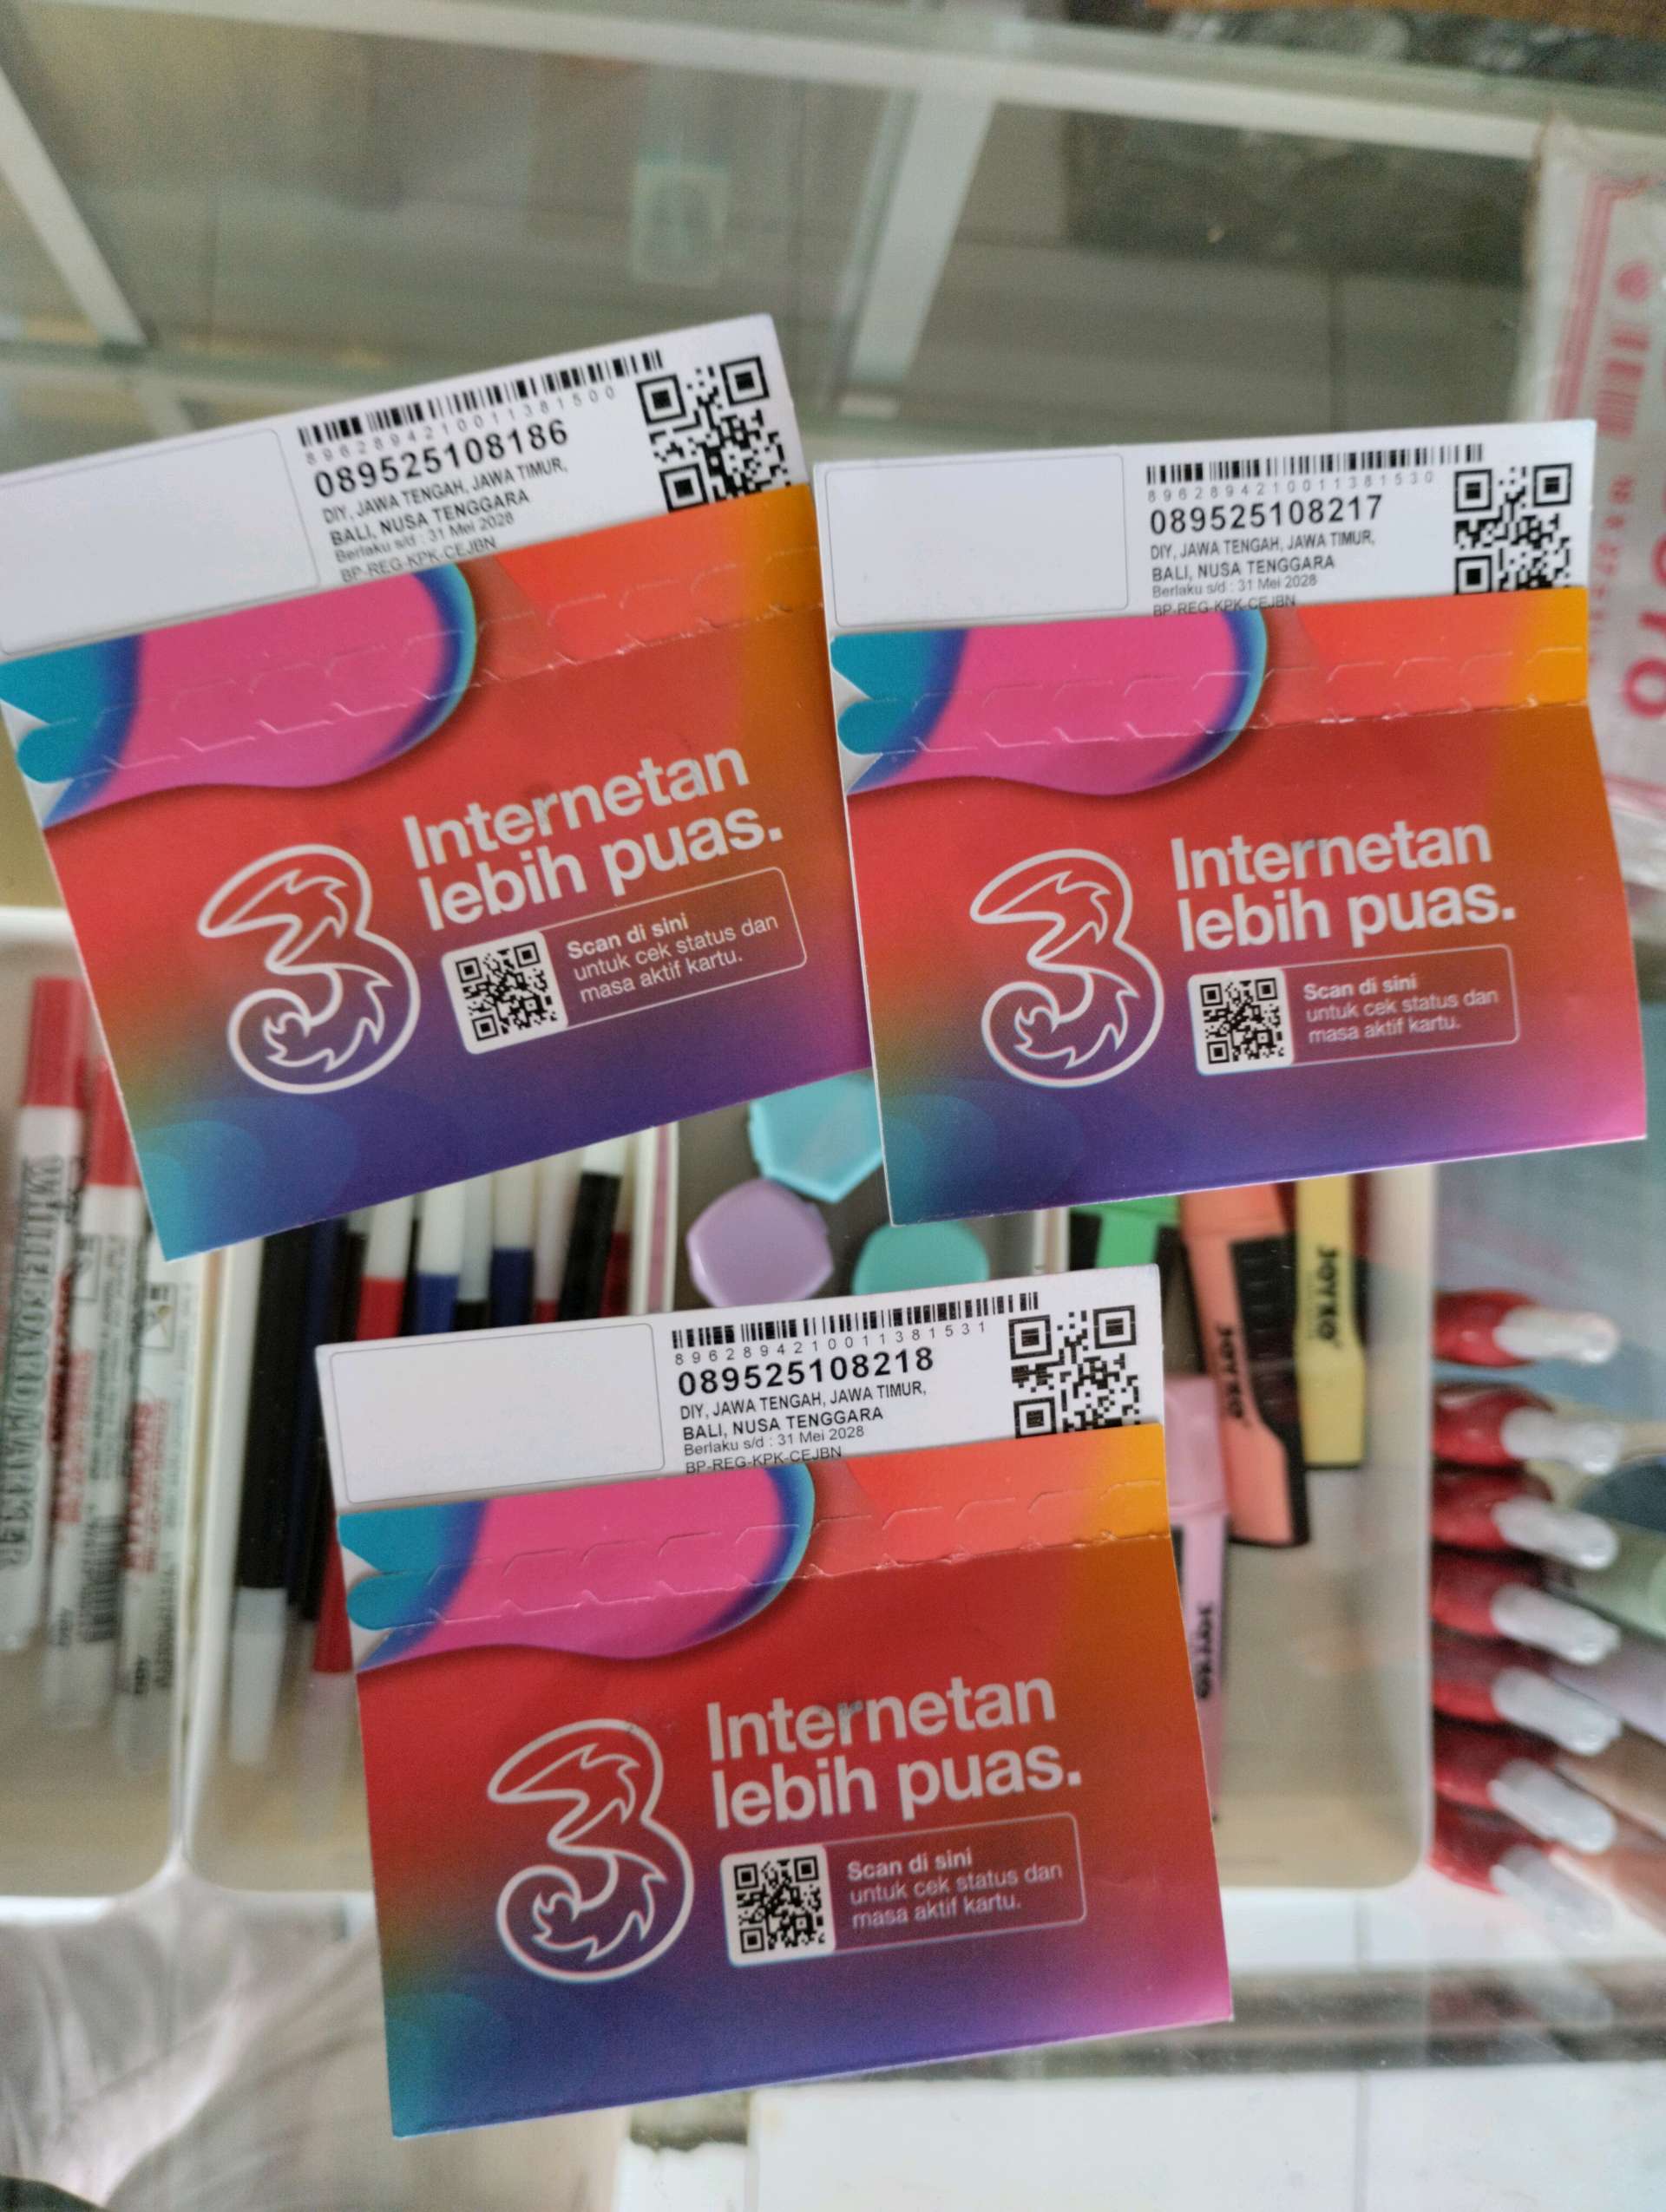 8962894210011381500
089525108186
DIY, JAWA TENGAH, JAWA TIMUR,
BALI, NUSA TENGGARA
Berlaku s/d : 31 Mei 2028
BP-REG-KPK-CEJBN
Internetan
lebih puas.
Scan di sini
untuk cek status dan
masa aktif kartu.
8962894210011381530
089525108217
DIY, JAWA TENGAH, JAWA TIMUR,
BALI, NUSA TENGGARA
Berlaku s/d : 31 Mei 2028
BP-REG-KPK-CEJBN
Internetan
lebih puas.
Scan di sini
untuk cek status dan
masa aktif kartu.
8962894210011381531
089525108218
DIY, JAWA TENGAH, JAWA TIMUR,
BALI, NUSA TENGGARA
Berlaku s/d : 31 Mei 2028
BP-REG-KPK-CEJBN
Internetan
lebih puas.
Scan di sini
untuk cek status dan
masa aktif kartu.
WHITEBOARDMARKER
JOYKO
JOYKO
JOYKO